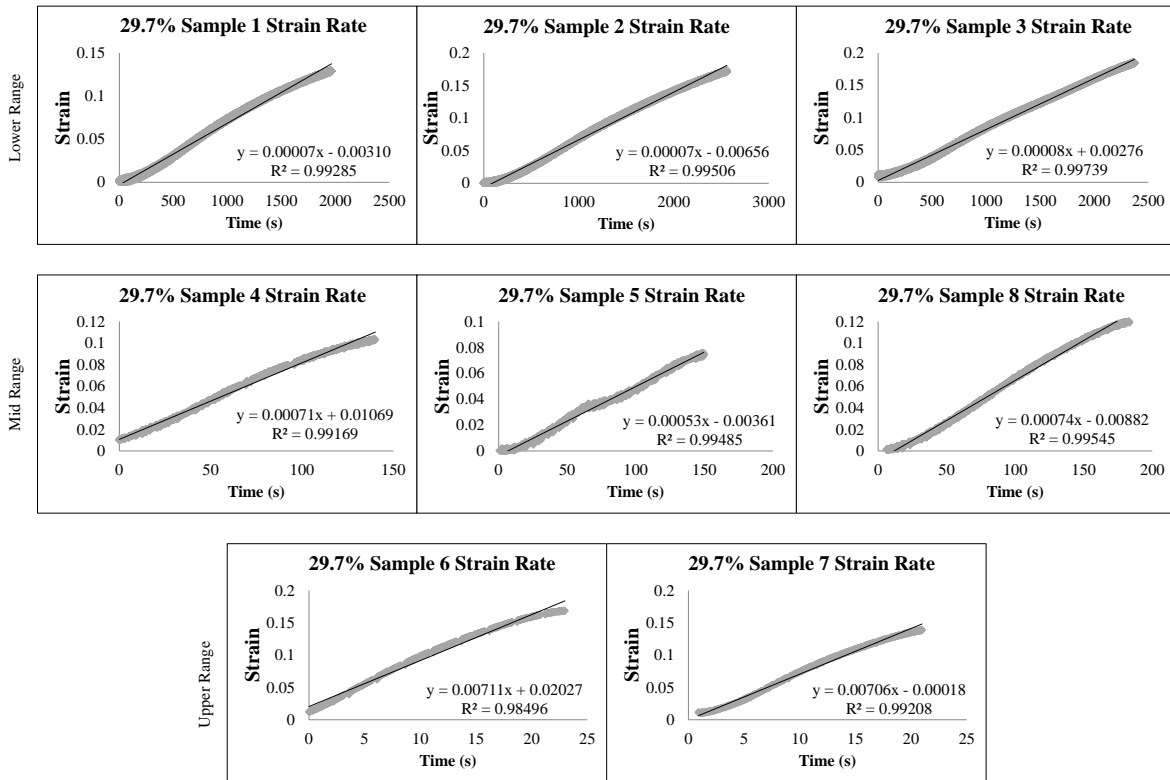 Lower Range
29.7% Sample 1 Strain Rate
Strain
0.15
0.1
0.05
0
y = 0.00007x - 0.00310
R² = 0.99285
0 500 1000 1500 2000 2500
Time (s)
29.7% Sample 2 Strain Rate
Strain
0.2
0.15
0.1
0.05
0
y = 0.00007x - 0.00656
R² = 0.99506
0 1000 2000 3000
Time (s)
29.7% Sample 3 Strain Rate
Strain
0.2
0.15
0.1
0.05
0
y = 0.00008x + 0.00276
R² = 0.99739
0 500 1000 1500 2000 2500
Time (s)
Mid Range
29.7% Sample 4 Strain Rate
Strain
0.12
0.1
0.08
0.06
0.04
0.02
0
y = 0.00071x + 0.01069
R² = 0.99169
0 50 100 150
Time (s)
29.7% Sample 5 Strain Rate
Strain
0.1
0.08
0.06
0.04
0.02
0
y = 0.00053x - 0.00361
R² = 0.99485
0 50 100 150 200
Time (s)
29.7% Sample 8 Strain Rate
Strain
0.12
0.1
0.08
0.06
0.04
0.02
0
y = 0.00074x - 0.00882
R² = 0.99545
0 50 100 150 200
Time (s)
Upper Range
29.7% Sample 6 Strain Rate
Strain
0.2
0.15
0.1
0.05
0
y = 0.00711x + 0.02027
R² = 0.98496
0 5 10 15 20 25
Time (s)
29.7% Sample 7 Strain Rate
Strain
0.2
0.15
0.1
0.05
0
y = 0.00706x - 0.00018
R² = 0.99208
0 5 10 15 20 25
Time (s)